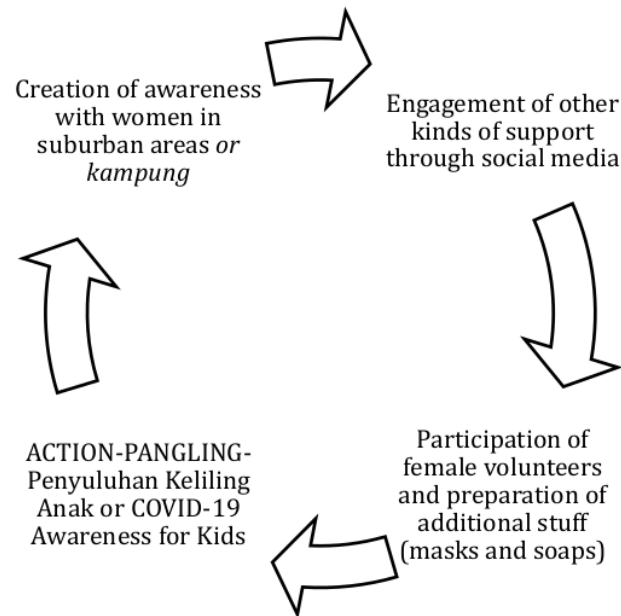 Creation of awareness
with women in
suburban areas or
kampung
Engagement of other
kinds of support
through social media
Participation of
female volunteers
and preparation of
additional stuff
(masks and soaps)
ACTION-PANGLING-
Penyuluhan Keliling
Anak or COVID-19
Awareness for Kids